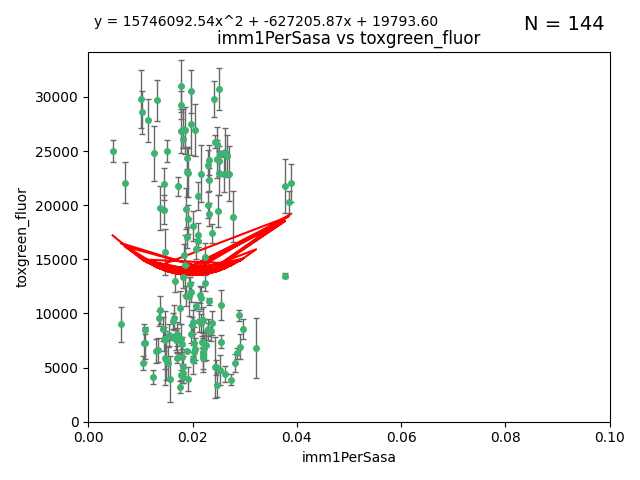 y = 15746092.54x^2 + -627205.87x + 19793.60
N = 144
imm1PerSasa vs toxgreen_fluor
toxgreen_fluor
30000
25000
20000
15000
10000
5000
0
0.00 0.02 0.04 0.06 0.08 0.10
imm1PerSasa